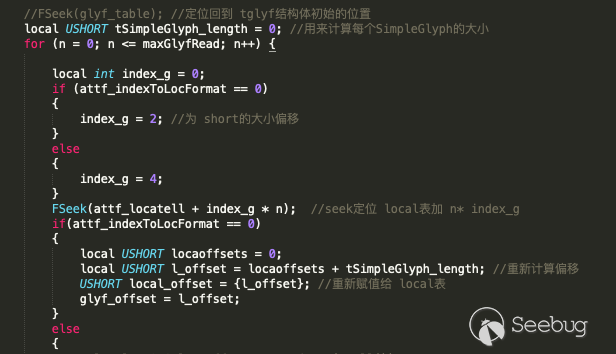 //FSeek(glyf_table); //定位回到 tglyf结构体初始的位置
local USHORT tSimpleGlyph_length = 0; //用来计算每个SimpleGlyph的大小
for (n = 0; n <= maxGlyfRead; n++) {
local int index_g = 0;
if (attf_indexToLocFormat == 0)
{
index_g = 2; //为 short的大小偏移
}
else
{
index_g = 4;
}
FSeek(attf_locatell + index_g * n); //seek定位 local表加 n* index_g
if(attf_indexToLocFormat == 0)
{
local USHORT locaoffsets = 0;
local USHORT l_offset = locaoffsets + tSimpleGlyph_length; //重新计算偏移
USHORT local_offset = {l_offset}; //重新赋值给 local表
glyf_offset = l_offset;
}
else
{
Seebug